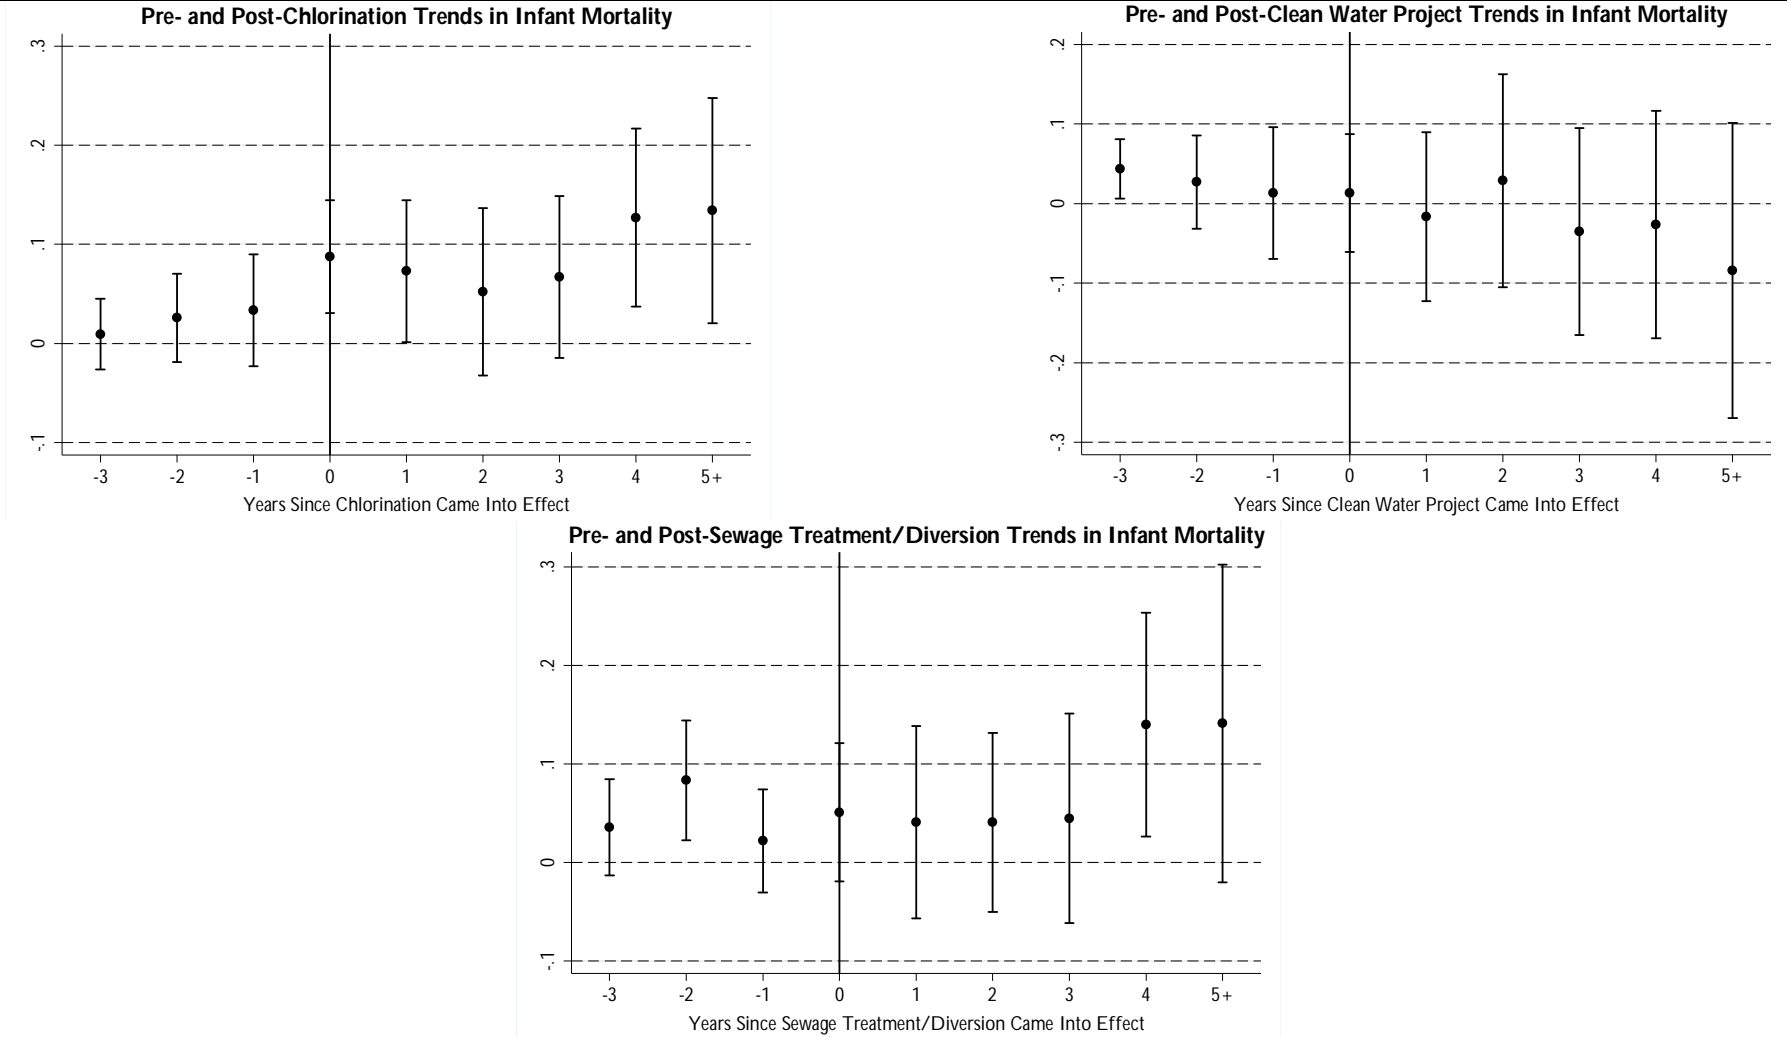 Pre- and Post-Chlorination Trends in Infant Mortality
.3
.2
.1
0
-.1
-3 -2 -1 0 1 2 3 4 5+
Years Since Chlorination Came Into Effect
Pre- and Post-Clean Water Project Trends in Infant Mortality
.2
.1
0
-.1
-.2
-.3
-3 -2 -1 0 1 2 3 4 5+
Years Since Clean Water Project Came Into Effect
Pre- and Post-Sewage Treatment/Diversion Trends in Infant Mortality
.3
.2
.1
0
-.1
-3 -2 -1 0 1 2 3 4 5+
Years Since Sewage Treatment/Diversion Came Into Effect